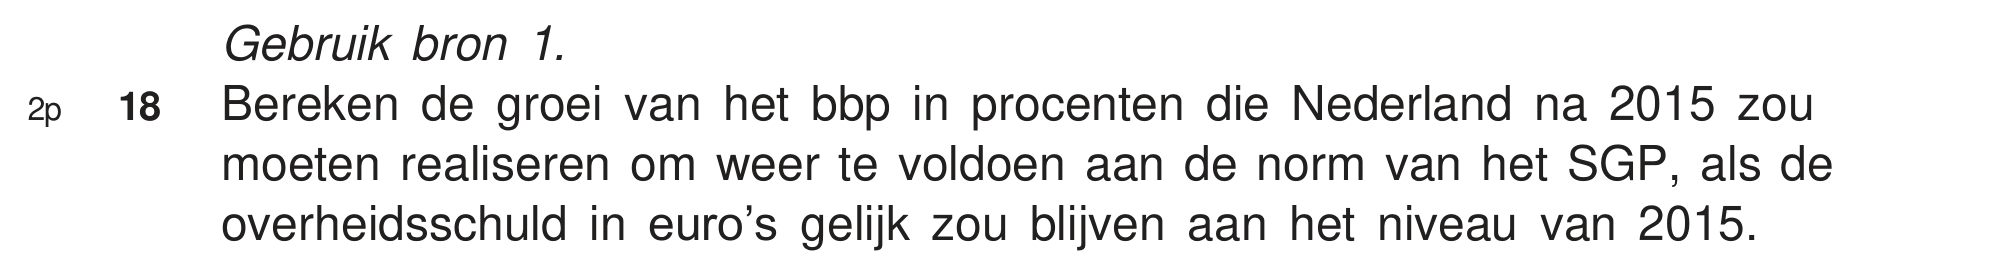 Gebruik bron 1.
2p 18 Bereken de groei van het bbp in procenten die Nederland na 2015 zou
moeten realiseren om weer te voldoen aan de norm van het SGP, als de
overheidsschuld in euro's gelijk zou blijven aan het niveau van 2015.